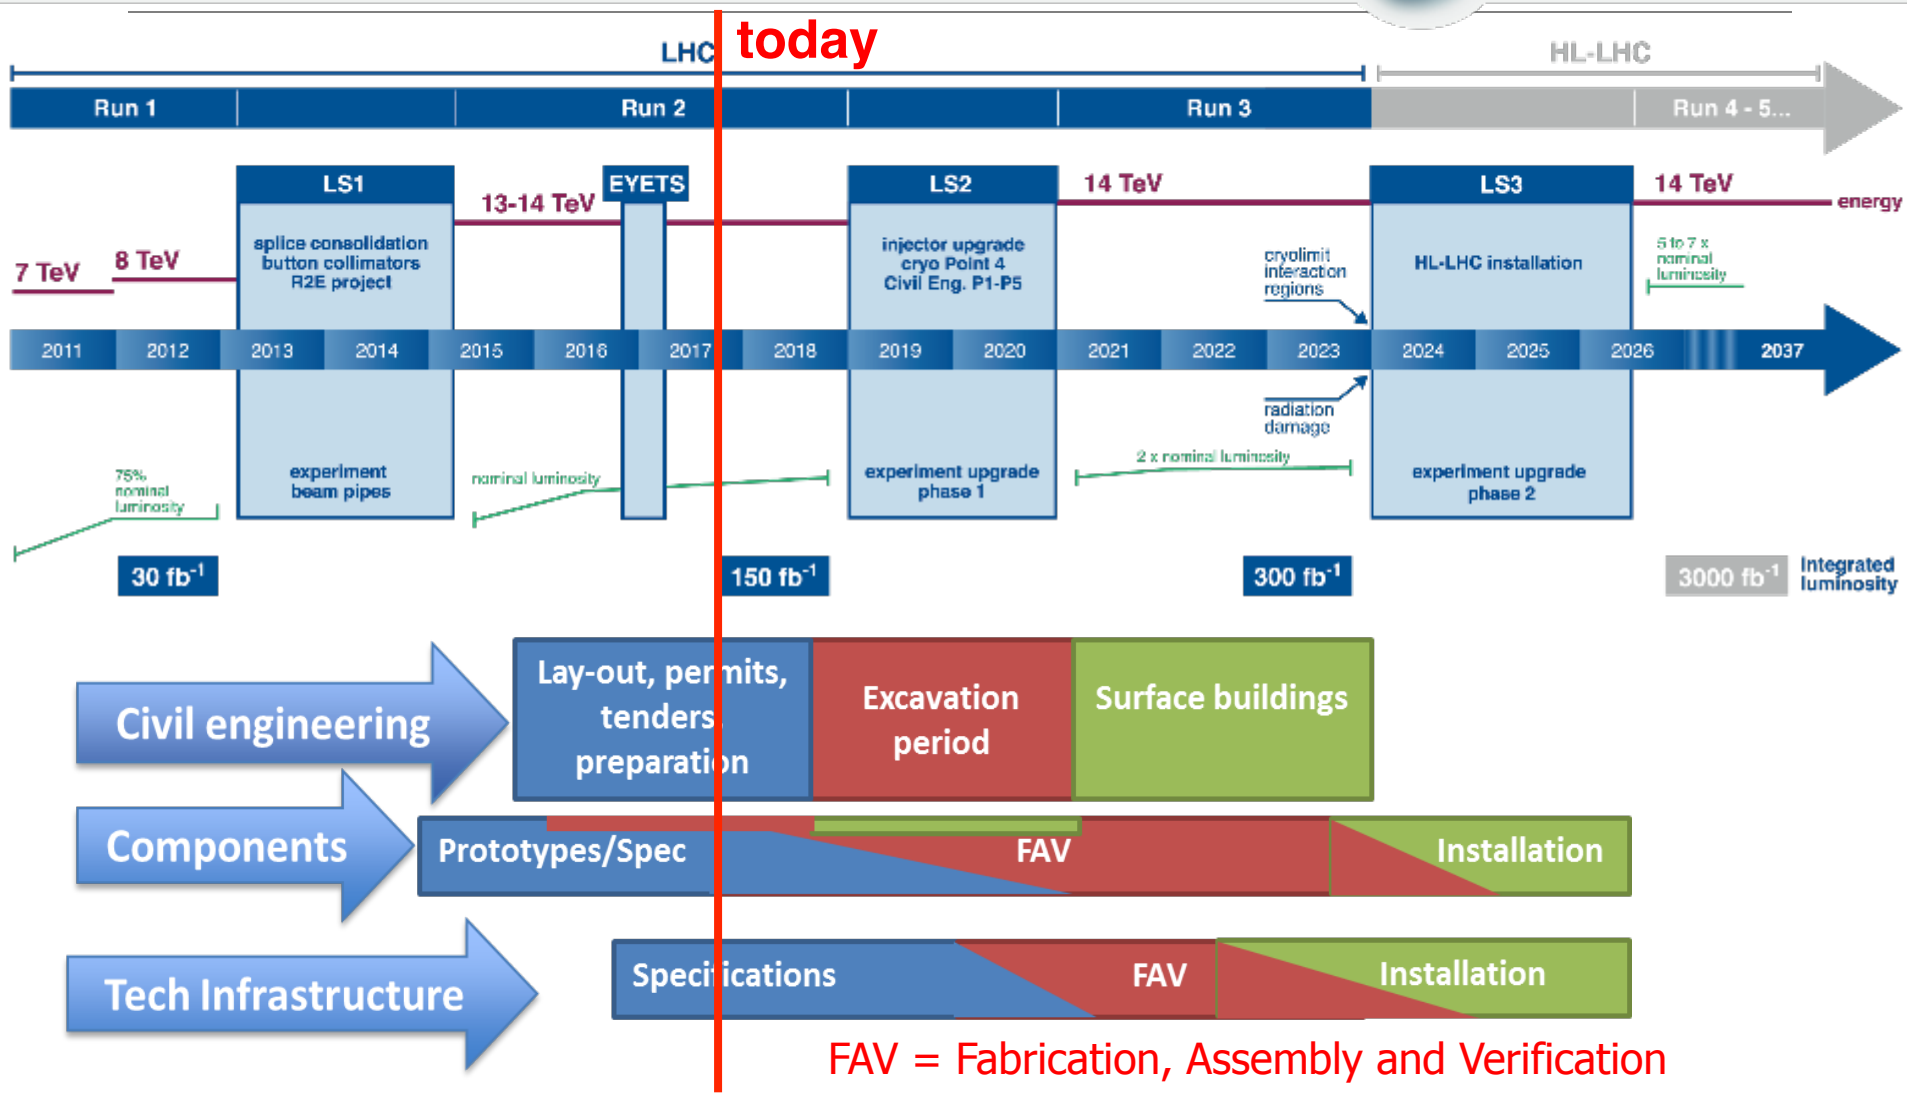 LHC
today
HL-LHC
Run 1
Run 2
Run 3
Run 4 - 5...
LS1
EYETS
LS2
14 TeV
LS3
14 TeV
energy
13-14 TeV
splice consolidation
button collimators
R2E project
injector upgrade
cryo Point 4
Civil Eng. P1-P5
cryolimit
interaction
regions
HL-LHC installation
5 to 7 x
nominal
luminosity
7 TeV
8 TeV
2011
2012
2013
2014
2015
2016
2017
2018
2019
2020
2021
2022
2023
2024
2025
2026
2037
radiation
damage
75%
nominal
luminosity
experiment
beam pipes
nominal luminosity
experiment upgrade
phase 1
2 x nominal luminosity
experiment upgrade
phase 2
30 fb-1
150 fb-1
300 fb-1
3000 fb-1
Integrated
luminosity
Civil engineering
Lay-out, permits,
tenders,
preparation
Excavation
period
Surface buildings
Components
Prototypes/Spec
FAV
Installation
Tech Infrastructure
Specifications
FAV
Installation
FAV = Fabrication, Assembly and Verification